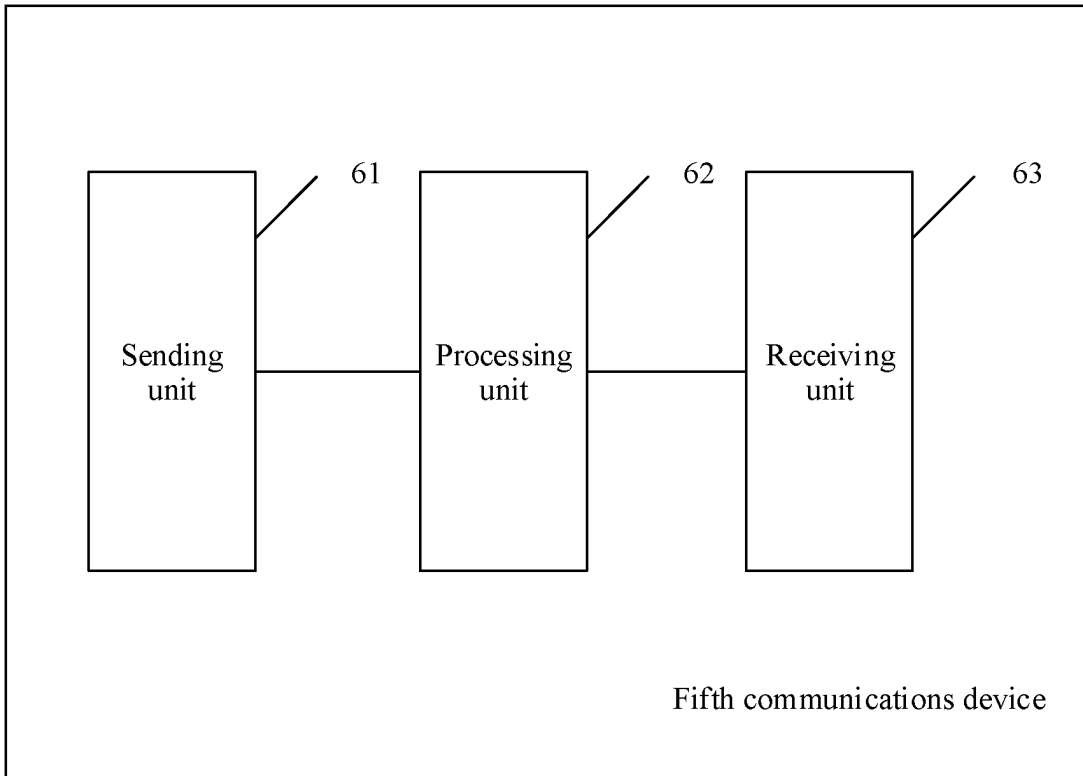 61
62
63
Sending
unit
Processing
unit
Receiving
unit
Fifth communications device